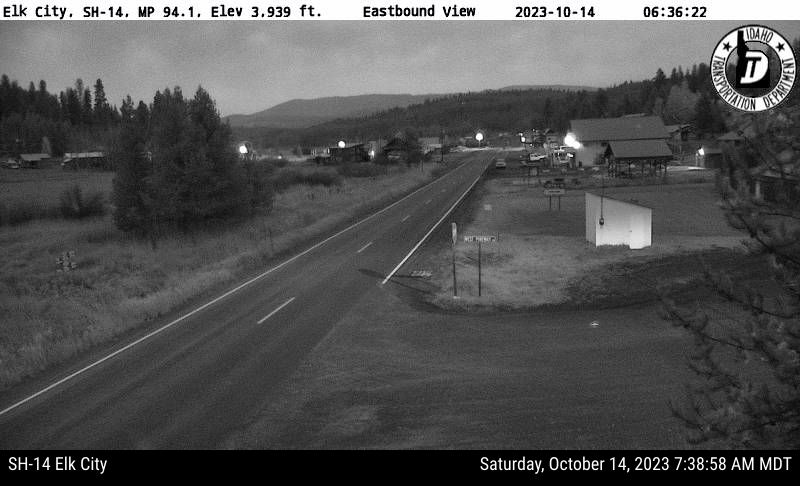 Elk City, SH-14, MP 94.1, Elev 3,939 ft. Eastbound View 2023-10-14 06:36:22
IDAHO
TRANSPORTATION DEPARTMENT
SH-14 Elk City Saturday, October 14, 2023 7:38:58 AM MDT